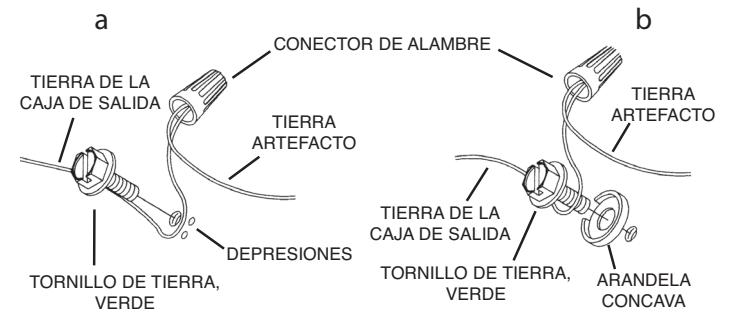 a
b
CONECTOR DE ALAMBRE
TIERRA DE LA
CAJA DE SALIDA
TIERRA
ARTEFACTO
DEPRESIONES
TORNILLO DE TIERRA,
VERDE
TIERRA
ARTEFACTO
TIERRA DE LA
CAJA DE SALIDA
TORNILLO DE TIERRA,
VERDE
ARANDELA
CONCAVA